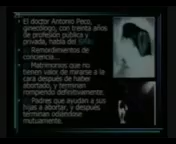 El doctor Antonio Peco,
ginecólogo, con treinta años
de profesión pública y
privada, habla del
Remordimientos de
conciencia...
Matrimonios que no
tienen valor de mirarse a la
cara después de haber
abortado, y terminan
rompiendo definitivamente.
Padres que ayudan a sus
hijas a abortar, y después
terminan odiándose
mutuamente.